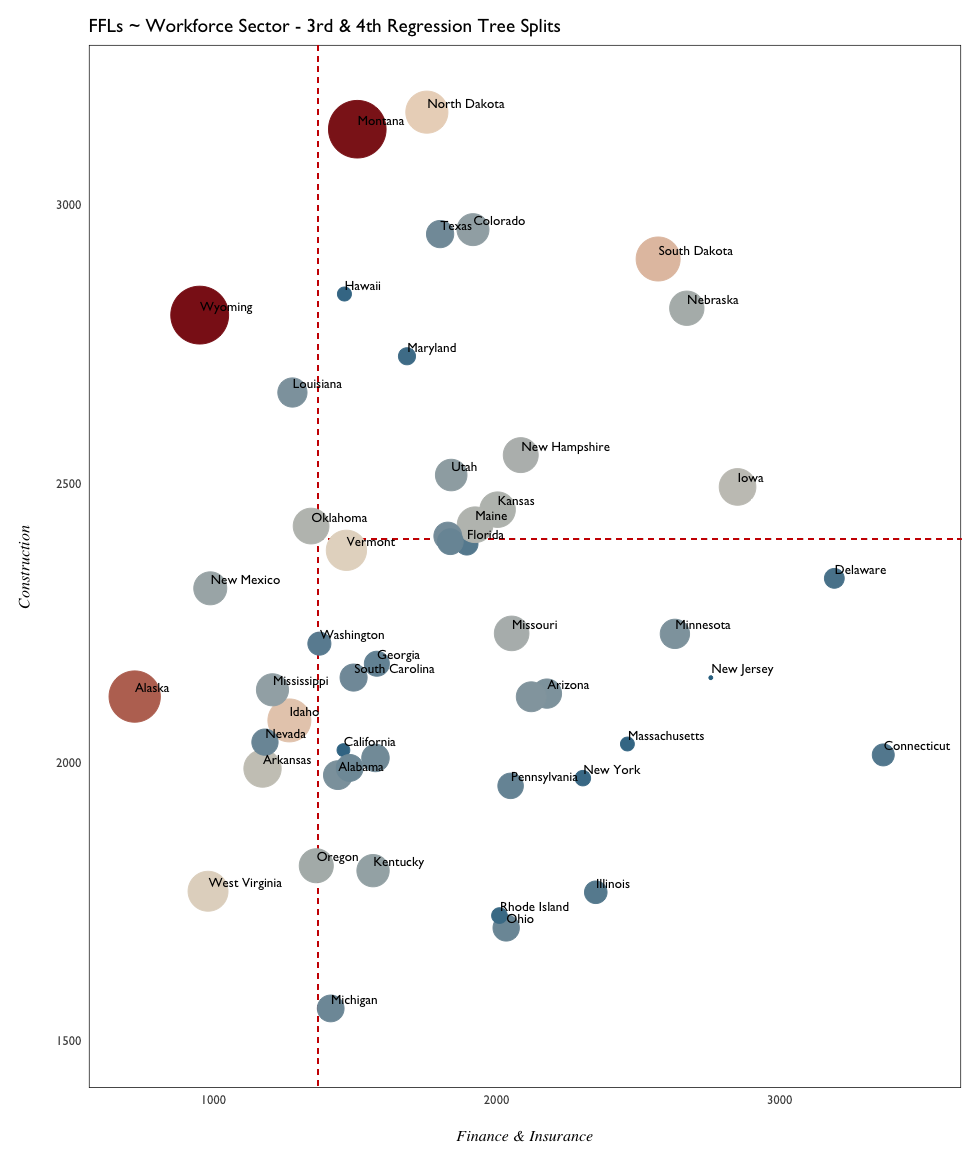 FFLs ~ Workforce Sector - 3rd & 4th Regression Tree Splits
North Dakota
Montana
3000
Texas
Colorado
South Dakota
Hawaii
Nebraska
Wyoming
Maryland
Louisiana
New Hampshire
Utah
Iowa
2500
Kansas
Maine
Oklahoma
Florida
Vermont
Delaware
New Mexico
Construction
Washington
Missouri
Minnesota
Georgia
South Carolina
New Jersey
Mississippi
Arizona
Alaska
Idaho
Nevada
California
Massachusetts
Connecticut
2000
Arkansas
Alabama
New York
Pennsylvania
Oregon
Kentucky
West Virginia
Illinois
Rhode Island
Ohio
Michigan
1500
1000
2000
3000
Finance & Insurance